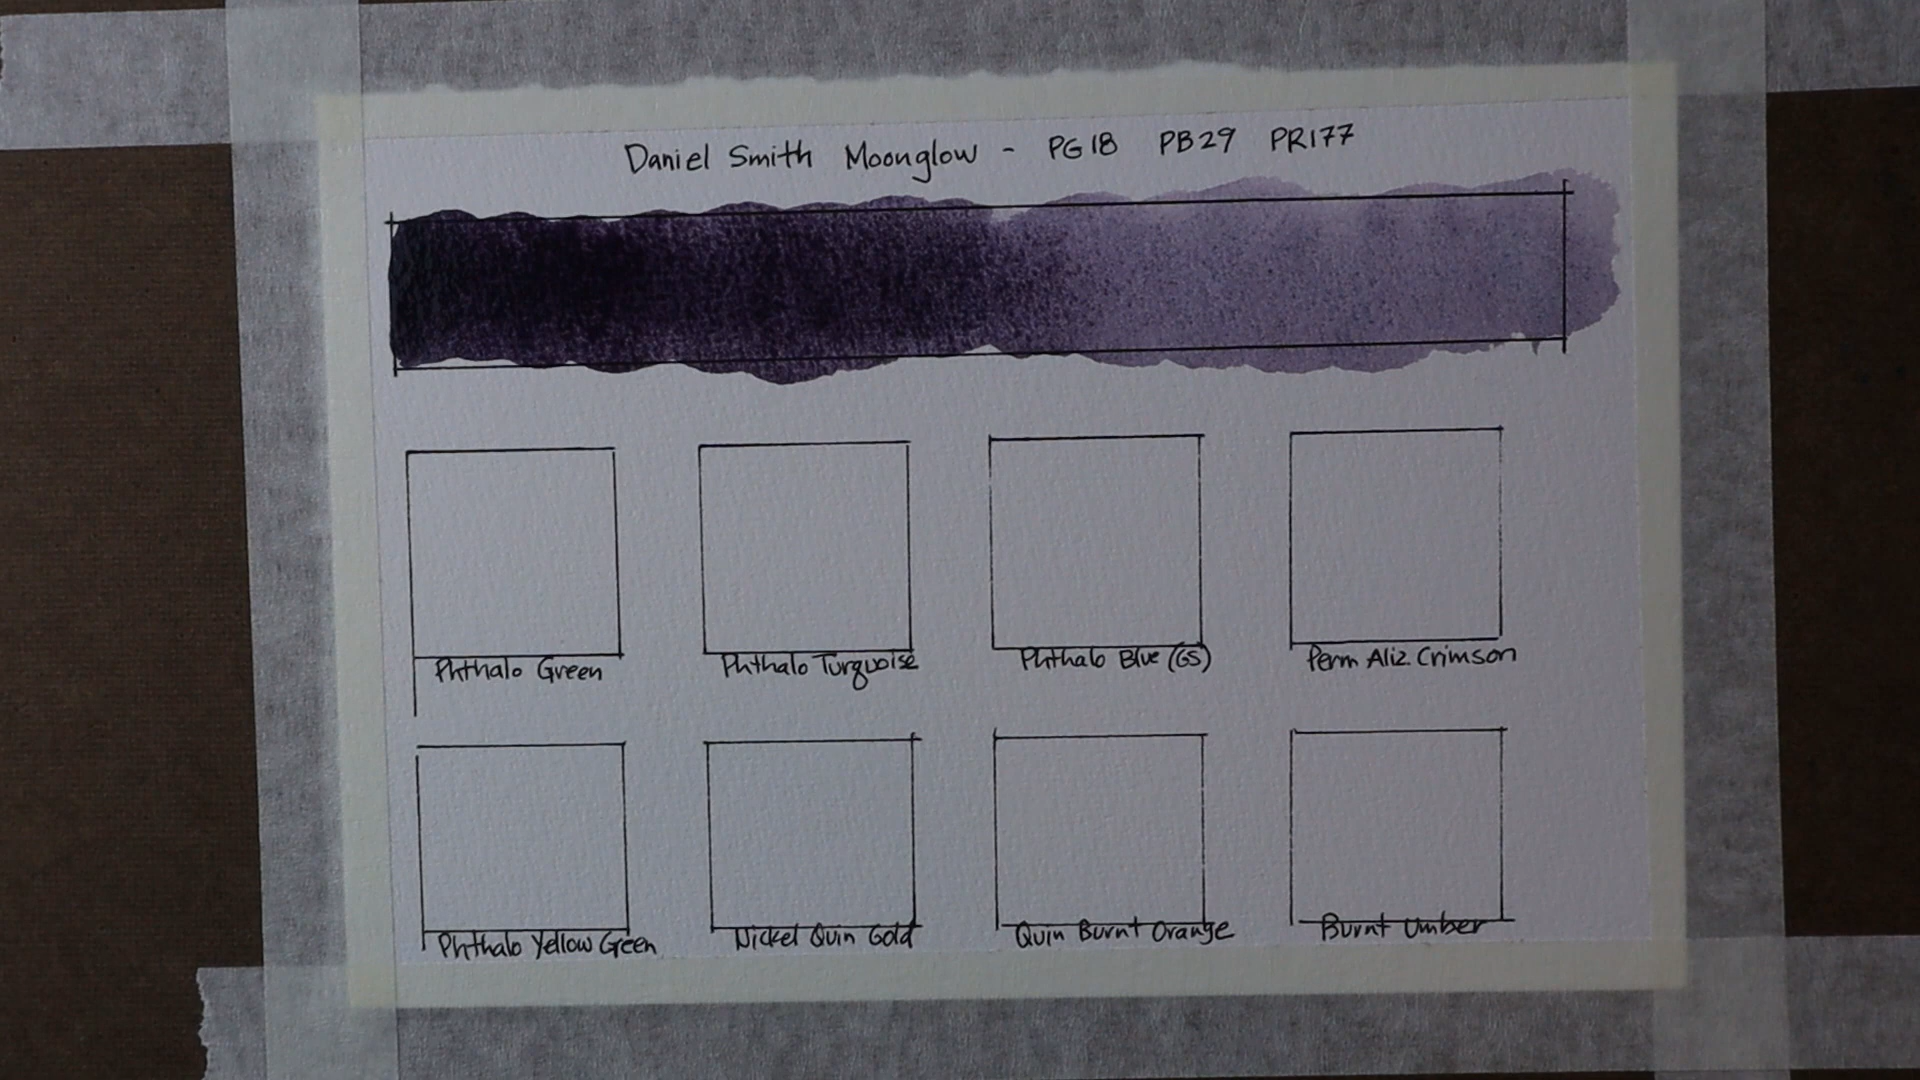 Daniel Smith Moonglow - PG18 PB29 PR177
Phthalo Green
Phthalo Turquoise
Phthalo Blue (GS)
Perm Aliz Crimson
Phthalo Yellow Green
Nickel Quin Gold
Quin Burnt Orange
Burnt Umber